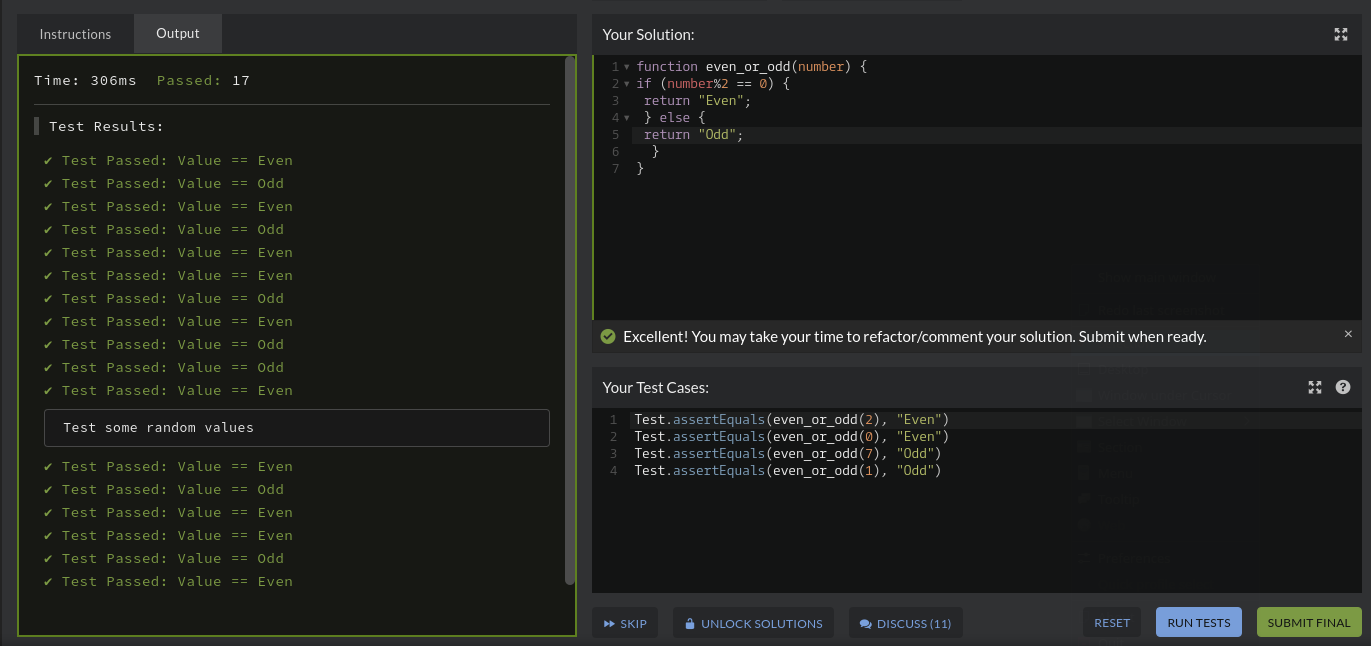 Instructions
Output
Time: 306ms Passed: 17
Test Results:
✔ Test Passed: Value == Even
✔ Test Passed: Value == Odd
✔ Test Passed: Value == Even
✔ Test Passed: Value == Odd
✔ Test Passed: Value == Even
✔ Test Passed: Value == Even
✔ Test Passed: Value == Odd
✔ Test Passed: Value == Even
✔ Test Passed: Value == Odd
✔ Test Passed: Value == Odd
✔ Test Passed: Value == Even
Test some random values
✔ Test Passed: Value == Even
✔ Test Passed: Value == Odd
✔ Test Passed: Value == Even
✔ Test Passed: Value == Even
✔ Test Passed: Value == Odd
✔ Test Passed: Value == Even
Your Solution:
1 function even_or_odd(number) {
2 if (number%2 == 0) {
3 return "Even";
4 } else {
5 return "Odd";
6 }
7 }
Excellent! You may take your time to refactor/comment your solution. Submit when ready.
Your Test Cases:
1 Test.assertEquals(even_or_odd(2), "Even")
2 Test.assertEquals(even_or_odd(0), "Even")
3 Test.assertEquals(even_or_odd(7), "Odd")
4 Test.assertEquals(even_or_odd(1), "Odd")
SKIP
UNLOCK SOLUTIONS
DISCUSS (11)
RESET
RUN TESTS
SUBMIT FINAL